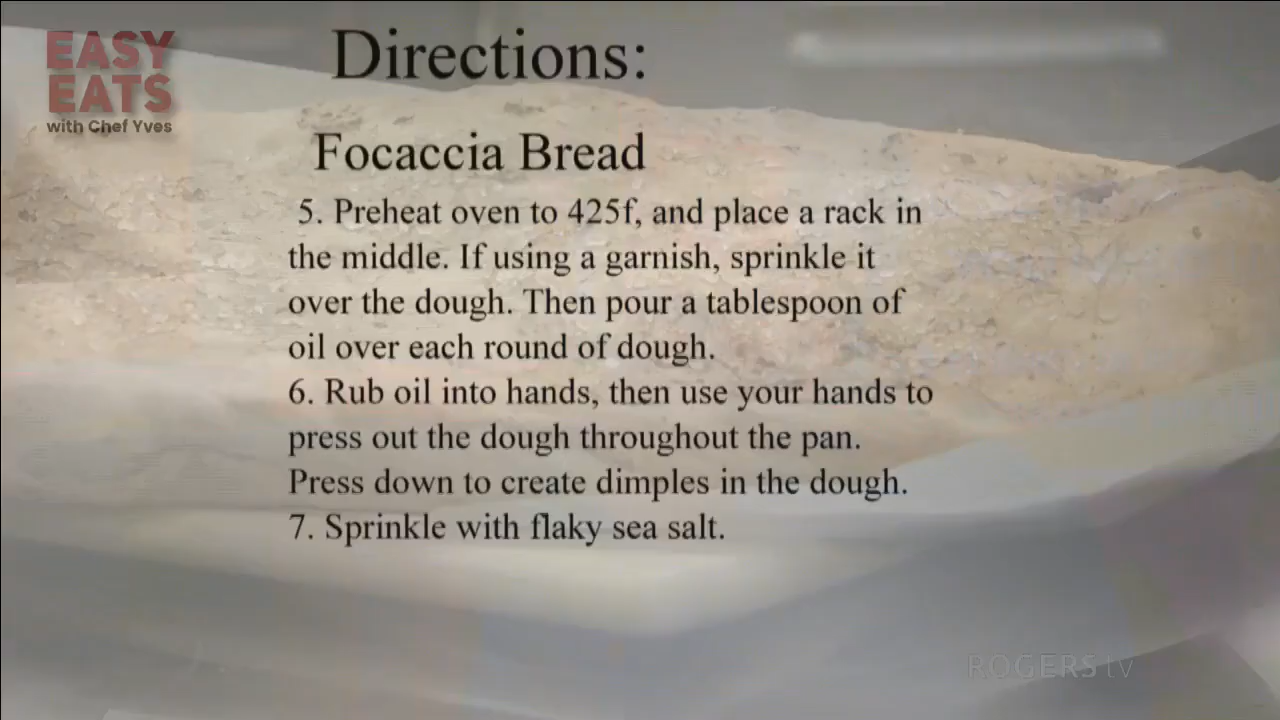 EASY
EATS
with Chef Yves
Directions:
Focaccia Bread
5. Preheat oven to 425f, and place a rack in
the middle. If using a garnish, sprinkle it
over the dough. Then pour a tablespoon of
oil over each round of dough.
6. Rub oil into hands, then use your hands to
press out the dough throughout the pan.
Press down to create dimples in the dough.
7. Sprinkle with flaky sea salt.
ROGERS tv